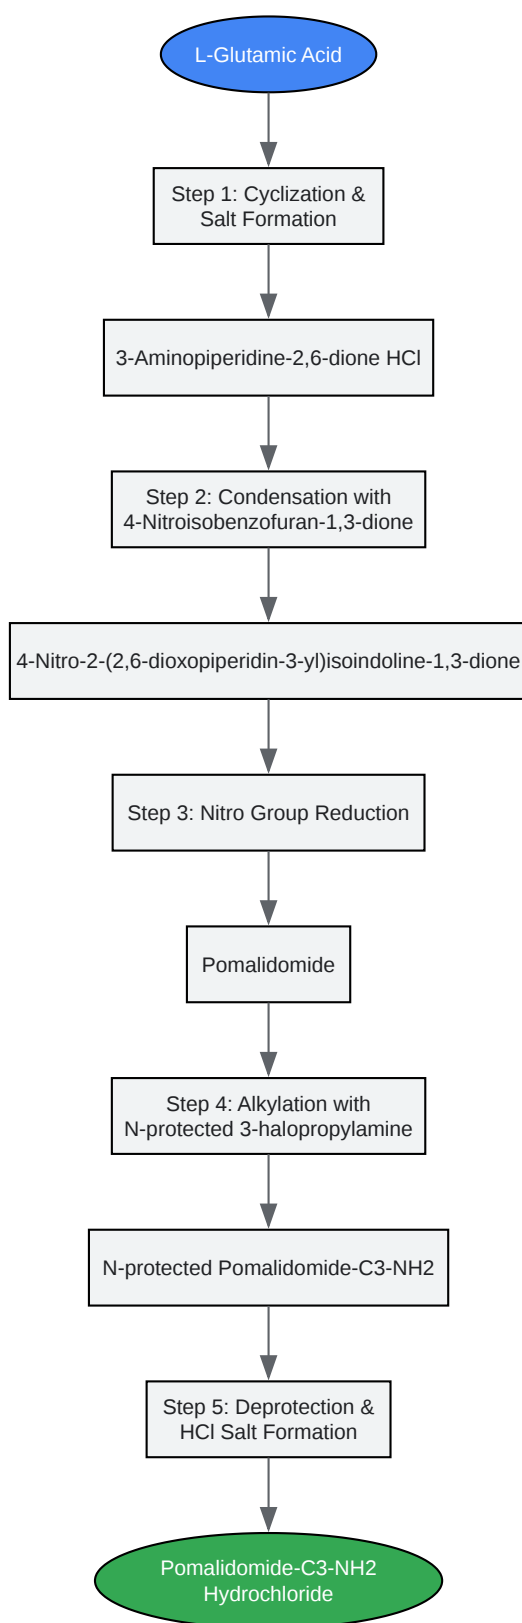 L-Glutamic Acid
Step 1: Cyclization &
Salt Formation
3-Aminopiperidine-2,6-dione HCl
Step 2: Condensation with
4-Nitroisobenzofuran-1,3-dione
4-Nitro-2-(2,6-dioxopiperidin-3-yl)isoindoline-1,3-dione
Step 3: Nitro Group Reduction
Pomalidomide
Step 4: Alkylation with
N-protected 3-halopropylamine
N-protected Pomalidomide-C3-NH2
Step 5: Deprotection &
HCl Salt Formation
Pomalidomide-C3-NH2
Hydrochloride